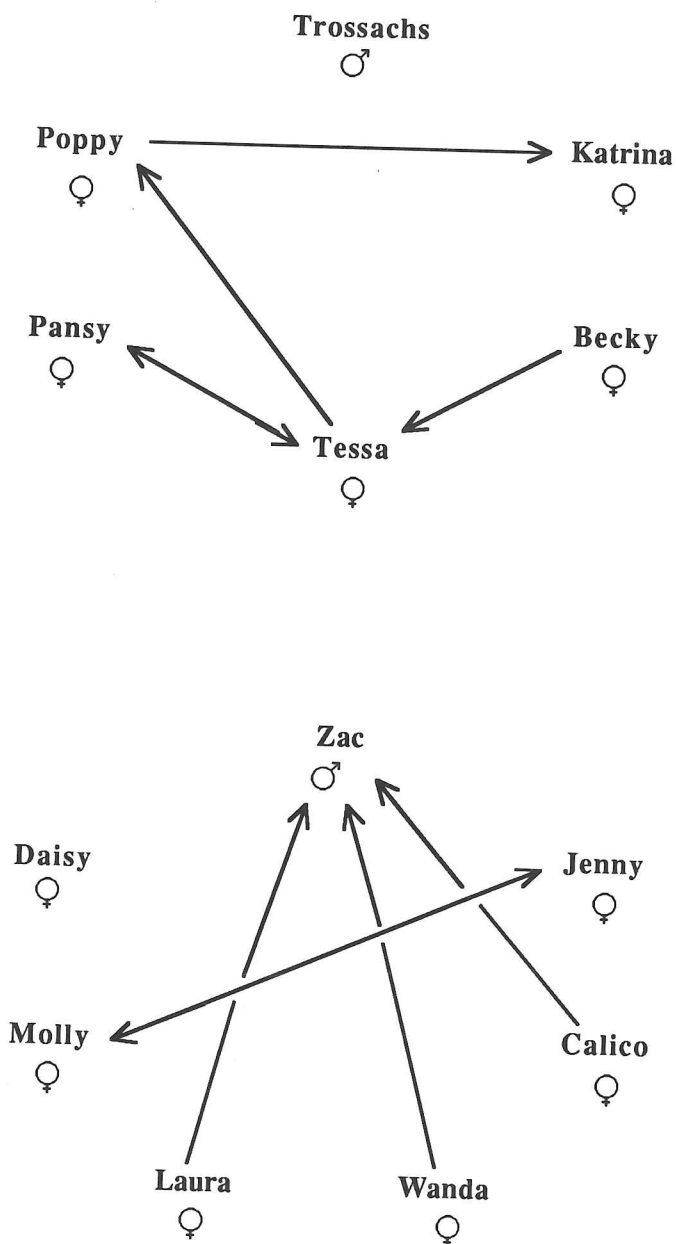 Trossachs
♂
Poppy
♀
Katrina
♀
Pansy
♀
Becky
♀
Tessa
♀
Zac
♂
Daisy
♀
Jenny
♀
Molly
♀
Calico
♀
Laura
♀
Wanda
♀